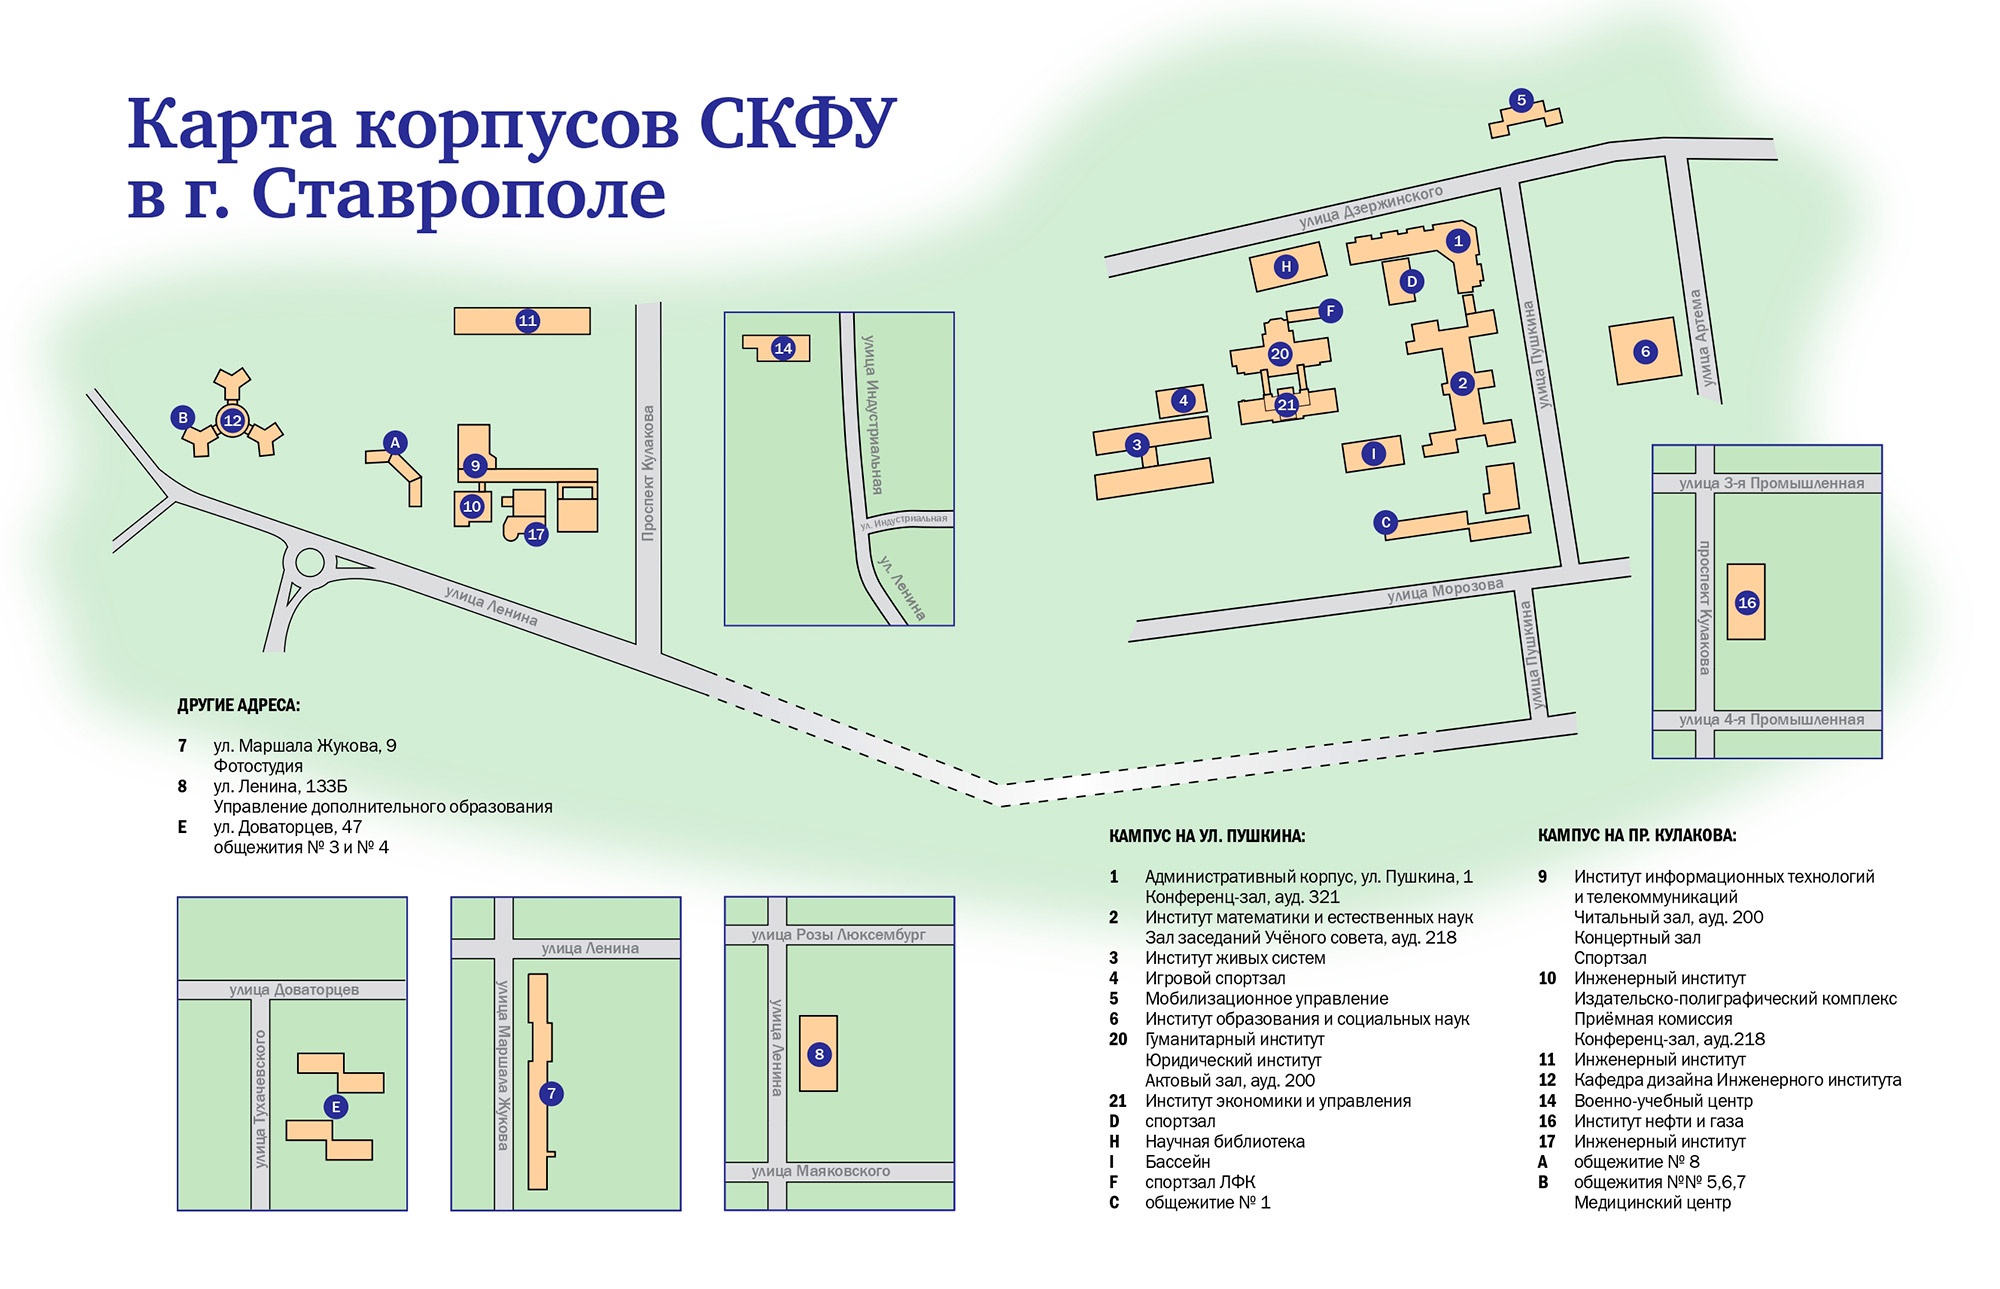 Карта корпусов СКФУ
в г. Ставрополе
5
улица Дзержинского
1
H
D
F
20
21
2
4
3
I
C
6
улица Пушкина
улица Артема
улица Морозова
улица Пушкина
11
B
12
A
9
10
17
Проспект Кулакова
улица Ленина
14
улица Индустриальная
ул. Индустриальная
ул. Ленина
улица 3-я Промышленная
проспект Кулакова
16
улица 4-я Промышленная
ДРУГИЕ АДРЕСА:
7 ул. Маршала Жукова, 9
Фотостудия
8 ул. Ленина, 133Б
Управление дополнительного образования
E ул. Доваторцев, 47
общежития № 3 и № 4
улица Доваторцев
улица Тухачевского
E
улица Ленина
улица Маршала Жукова
7
улица Розы Люксембург
улица Ленина
8
улица Маяковского
КАМПУС НА УЛ. ПУШКИНА:
1 Административный корпус, ул. Пушкина, 1
Конференц-зал, ауд. 321
2 Институт математики и естественных наук
Зал заседаний Учёного совета, ауд. 218
3 Институт живых систем
4 Игровой спортзал
5 Мобилизационное управление
6 Институт образования и социальных наук
20 Гуманитарный институт
Юридический институт
Актовый зал, ауд. 200
21 Институт экономики и управления
D спортзал
H Научная библиотека
I Бассейн
F спортзал ЛФК
C общежитие № 1
КАМПУС НА ПР. КУЛАКОВА:
9 Институт информационных технологий
и телекоммуникаций
Читальный зал, ауд. 200
Концертный зал
Спортзал
10 Инженерный институт
Издательско-полиграфический комплекс
Приёмная комиссия
Конференц-зал, ауд.218
11 Инженерный институт
12 Кафедра дизайна Инженерного института
14 Военно-учебный центр
16 Институт нефти и газа
17 Инженерный институт
A общежитие № 8
B общежития №№ 5,6,7
Медицинский центр